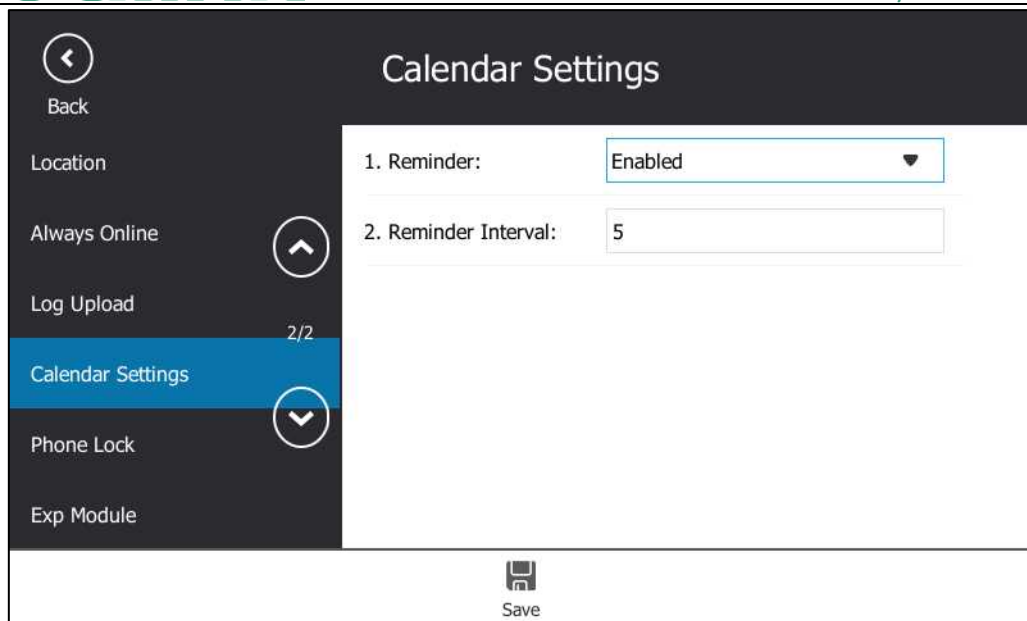 Calendar Settings
Back
Location
Always Online
Log Upload
2/2
Calendar Settings
Phone Lock
Exp Module
1. Reminder:
Enabled
2. Reminder Interval:
5
Save